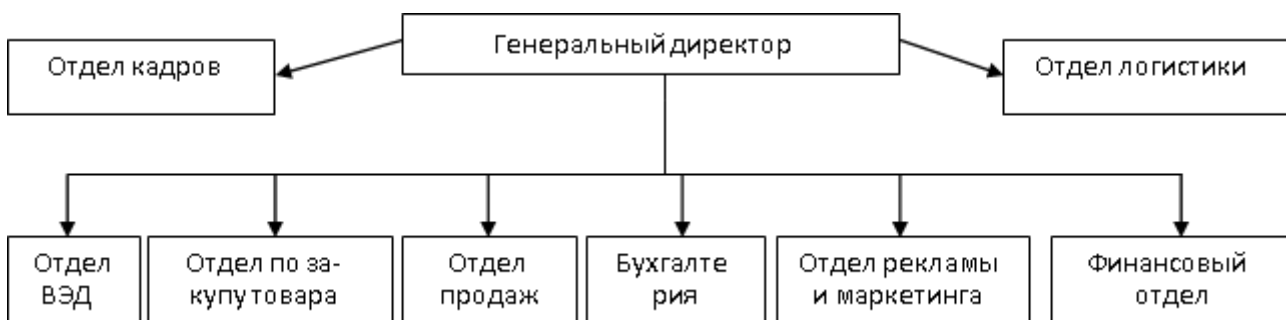 Генеральный директор
Отдел кадров
Отдел логистики
Отдел
ВЭД
Отдел по за-
купу товара
Отдел
продаж
Бухгалте
рия
Отдел рекламы
и маркетинга
Финансовый
отдел